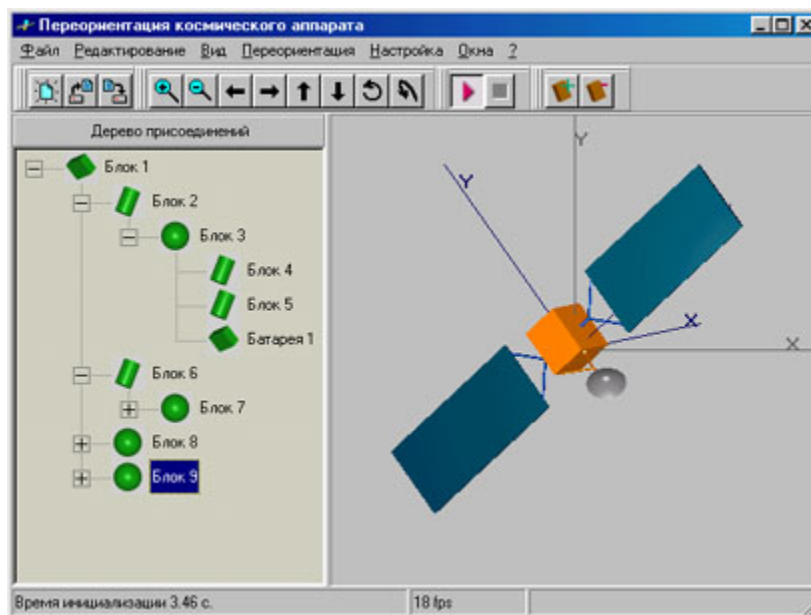 Переориентация космического аппарата
Файл Редактирование Вид Переориентация Настройка Окна ?
Дерево присоединений
Блок 1
Блок 2
Блок 3
Блок 4
Блок 5
Батарея 1
Блок 6
Блок 7
Блок 8
Блок 9
Y
Y
X
X
Время инициализации 3.46 с.
18 fps